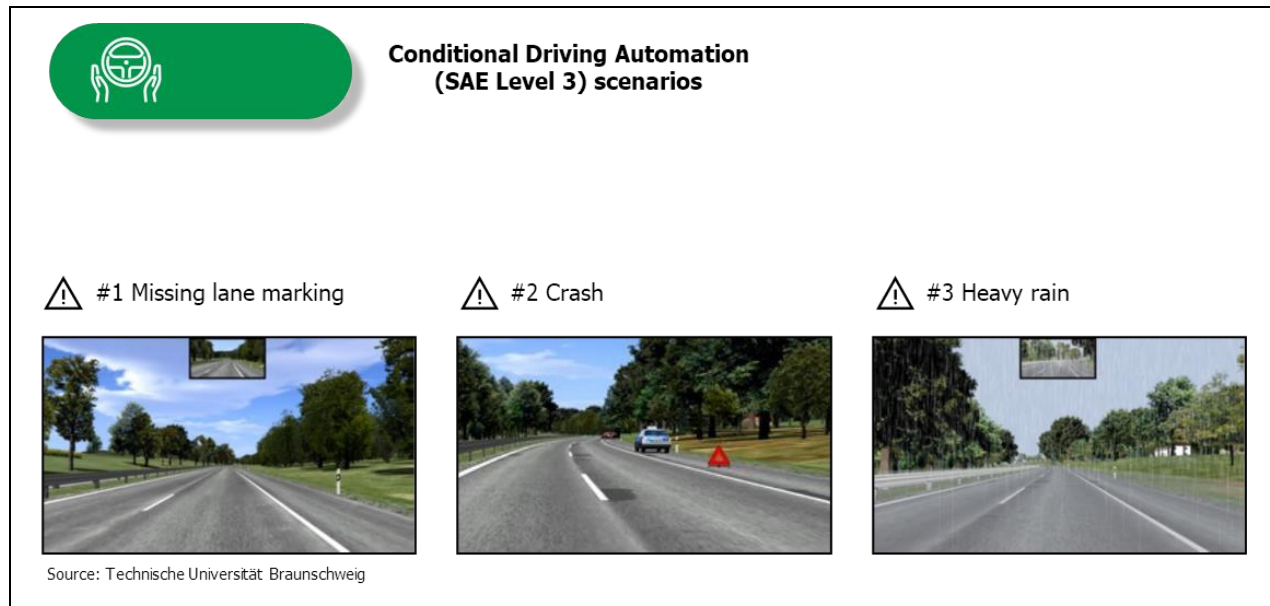 Conditional Driving Automation
(SAE Level 3) scenarios
#1 Missing lane marking
#2 Crash
#3 Heavy rain
Source: Technische Universität Braunschweig